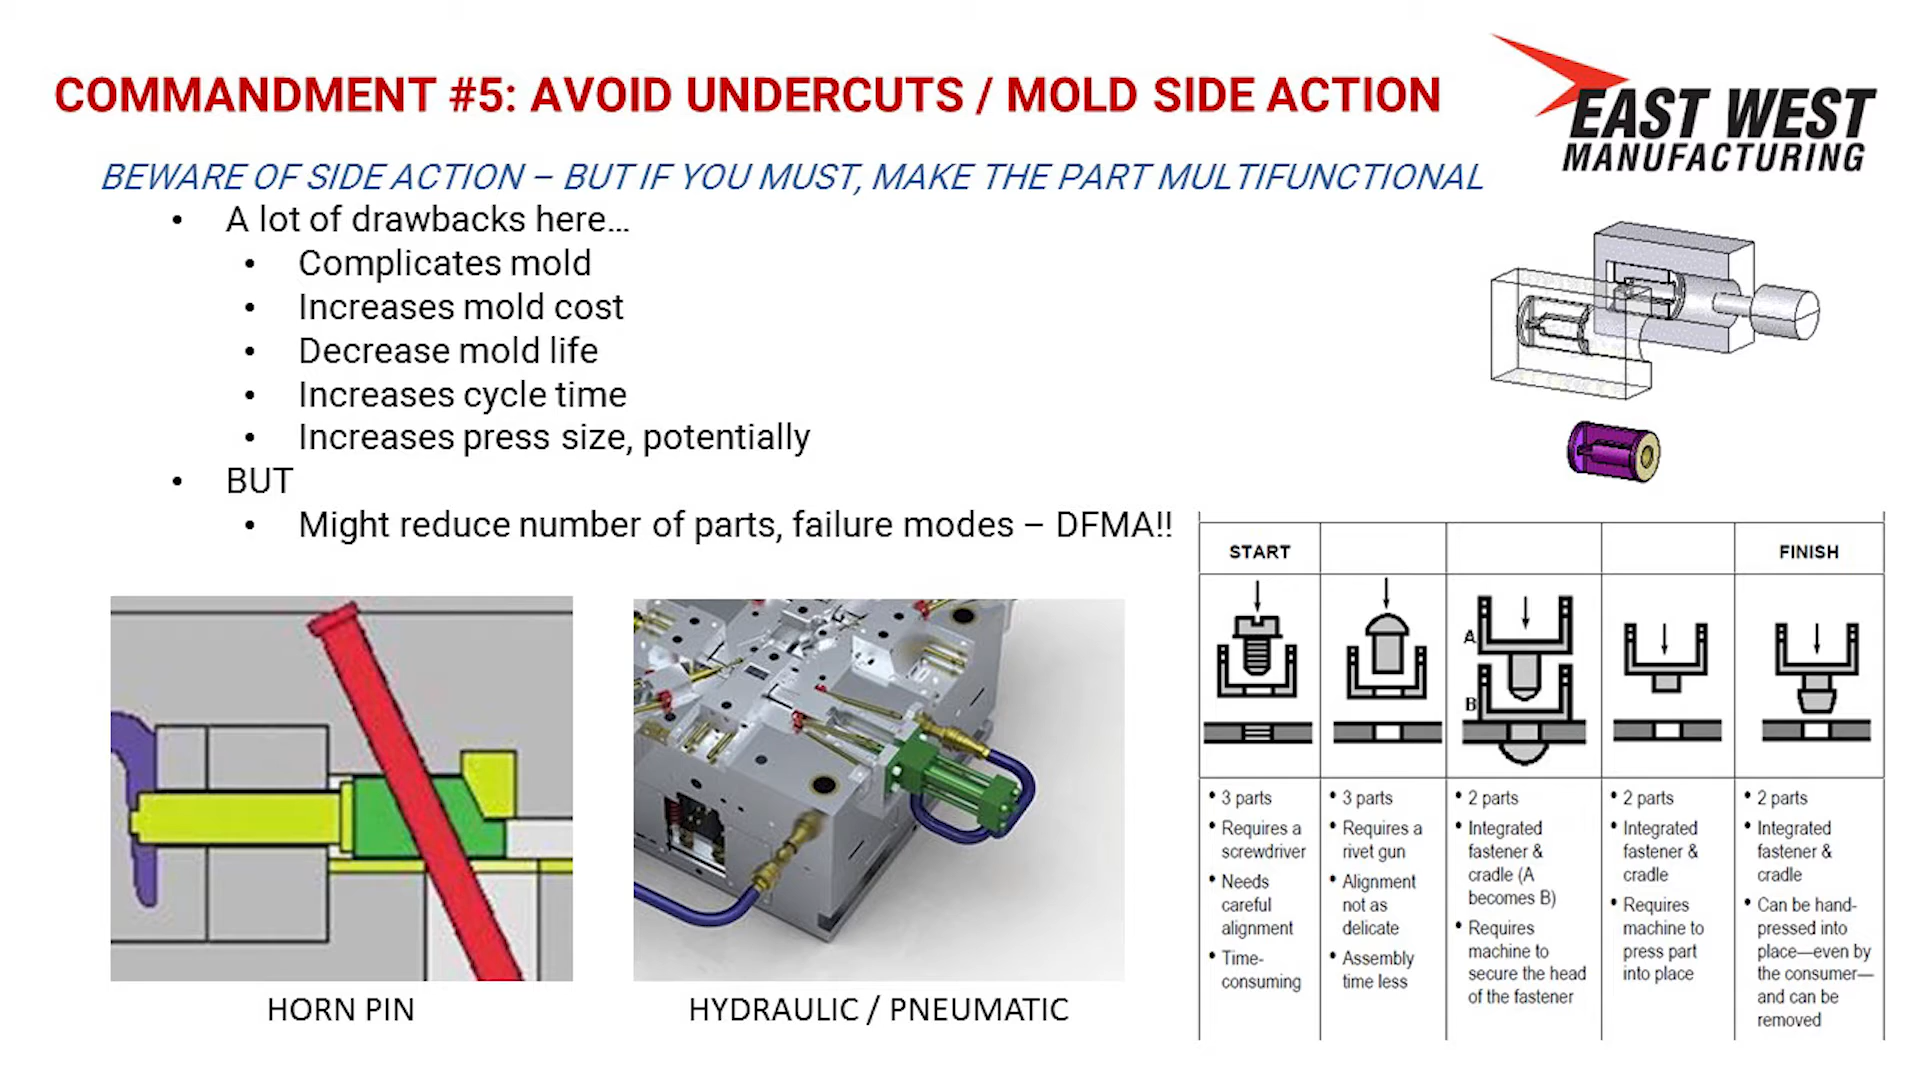 COMMANDMENT #5: AVOID UNDERCUTS / MOLD SIDE ACTION
EAST WEST
MANUFACTURING
BEWARE OF SIDE ACTION – BUT IF YOU MUST, MAKE THE PART MULTIFUNCTIONAL
• A lot of drawbacks here...
• Complicates mold
• Increases mold cost
• Decrease mold life
• Increases cycle time
• Increases press size, potentially
• BUT
• Might reduce number of parts, failure modes – DFMA!!
HORN PIN
HYDRAULIC / PNEUMATIC
START
FINISH
A
B
• 3 parts
• Requires a
screwdriver
• Needs
careful
alignment
• Time-
consuming
• 3 parts
• Requires a
rivet gun
• Alignment
not as
delicate
• Assembly
time less
• 2 parts
• Integrated
fastener &
cradle (A
becomes B)
• Requires
machine to
secure the head
of the fastener
• 2 parts
• Integrated
fastener &
cradle
• Requires
machine to
press part
into place
• 2 parts
• Integrated
fastener &
cradle
• Can be hand-
pressed into
place—even by
the consumer—
and can be
removed